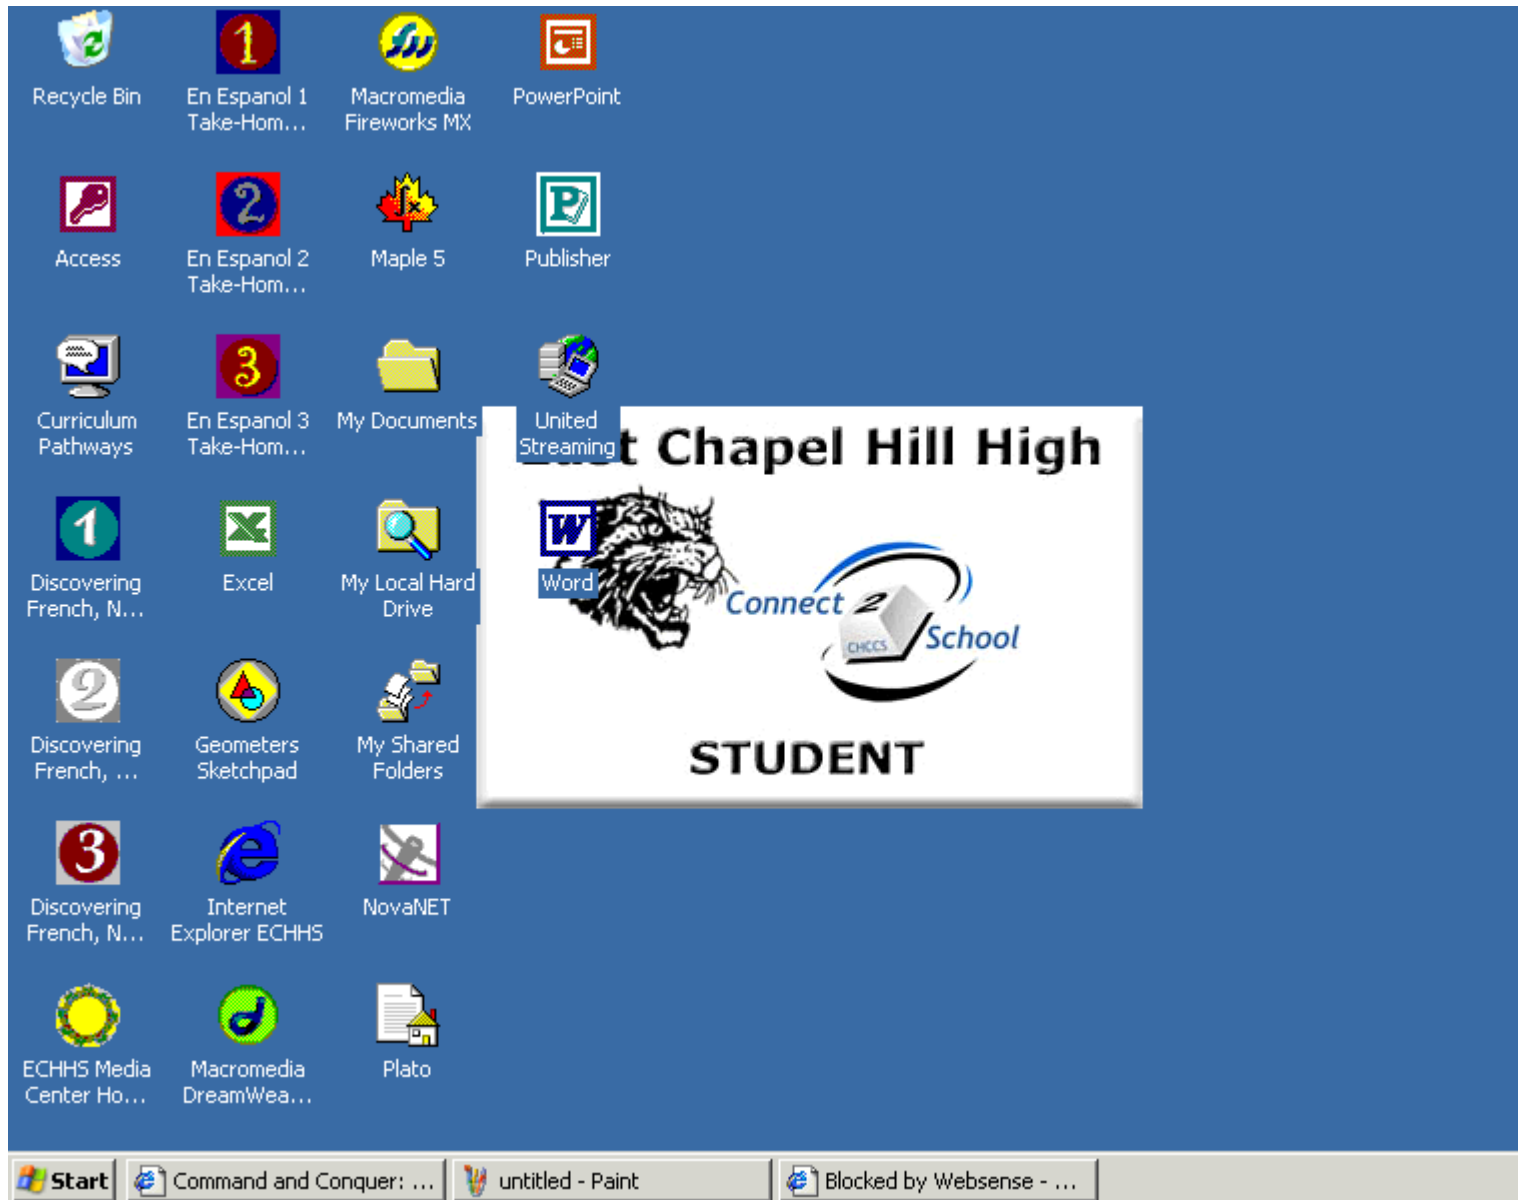 Recycle Bin
En Espanol 1
Take-Hom...
Macromedia
Fireworks MX
PowerPoint
Access
En Espanol 2
Take-Hom...
Maple 5
Publisher
Curriculum
Pathways
En Espanol 3
Take-Hom...
My Documents
United
Streaming
Chapel Hill High
Discovering
French, N...
Excel
My Local Hard
Drive
Word
Connect 2
School
CHCCS
Discovering
French, ...
Geometers
Sketchpad
My Shared
Folders
STUDENT
Discovering
French, N...
Internet
Explorer ECHHS
NovaNET
ECHHS Media
Center Ho...
Macromedia
DreamWea...
Plato
Start
Command and Conquer: ...
untitled - Paint
Blocked by Websense - ...